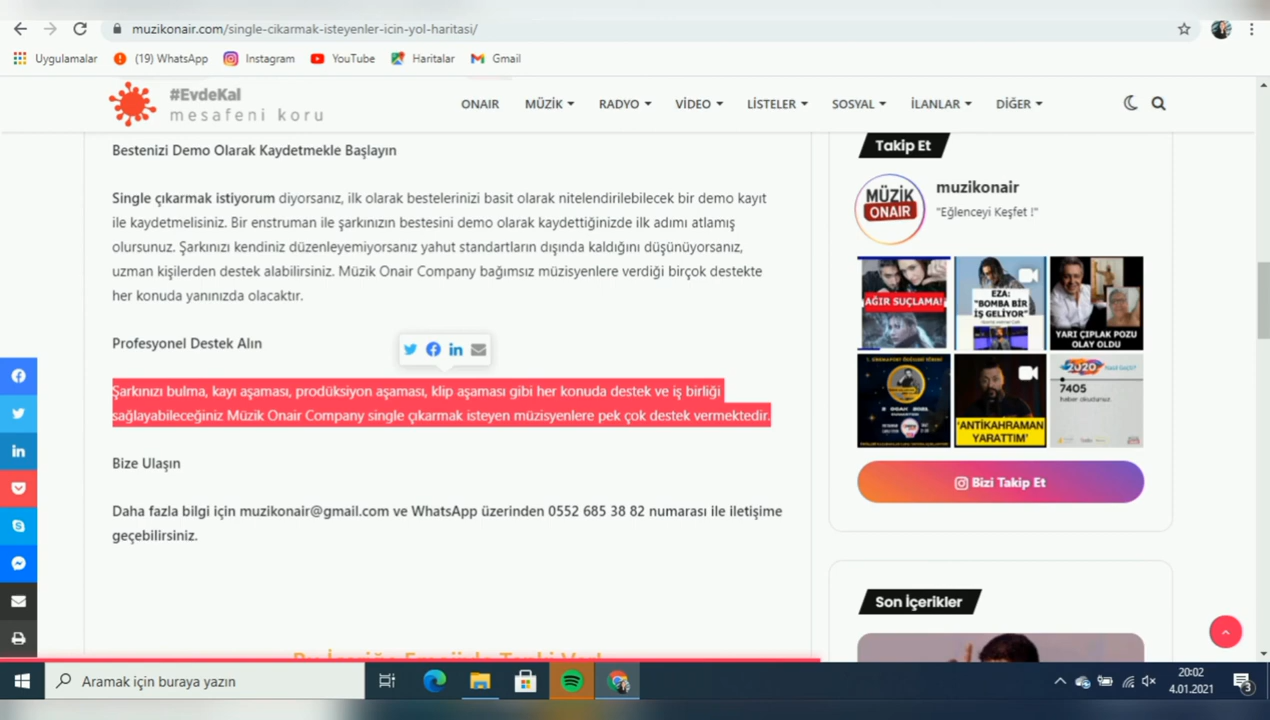 muzikonair.com/single-cikarmak-isteyenler-icin-yol-haritasi/
Uygulamalar (19) WhatsApp Instagram YouTube Haritalar Gmail
#EvdeKal
mesafeni koru
ONAIR MÜZİK RADYO VİDEO LİSTELER SOSYAL İLANLAR DİĞER
Bestenizi Demo Olarak Kaydetmekle Başlayın
Single çıkarmak istiyorum diyorsanız, ilk olarak bestelerinizi basit olarak nitelendirilebilecek bir demo kayıt
ile kaydetmelisiniz. Bir enstruman ile şarkınızın bestesini demo olarak kaydettiğinizde ilk adımı atlamış
olursunuz. Şarkınızı kendiniz düzenleyemiyorsanız yahut standartların dışında kaldığını düşünüyorsanız,
uzman kişilerden destek alabilirsiniz. Müzik Onair Company bağımsız müzisyenlere verdiği birçok destekte
her konuda yanınızda olacaktır.
Profesyonel Destek Alın
Şarkınızı bulma, kayı aşaması, prodüksiyon aşaması, klip aşaması gibi her konuda destek ve iş birliği
sağlayabileceğiniz Müzik Onair Company single çıkarmak isteyen müzisyenlere pek çok destek vermektedir.
Bize Ulaşın
Daha fazla bilgi için muzikonair@gmail.com ve WhatsApp üzerinden 0552 685 38 82 numarası ile iletişime
geçebilirsiniz.
Takip Et
MÜZİK
ONAIR
muzikonair
"Eğlenceyi Keşfet !"
AĞIR SUÇLAMA!
EZA:
"BOMBA BİR
İŞ GELİYOR"
YARI ÇIPLAK POZU
OLAY OLDU
"ANTİKAHRAMAN
YARATTIM"
2020
7405
haber okudunuz.
Bizi Takip Et
Son İçerikler
Aramak için buraya yazın
20:02
4.01.2021
3